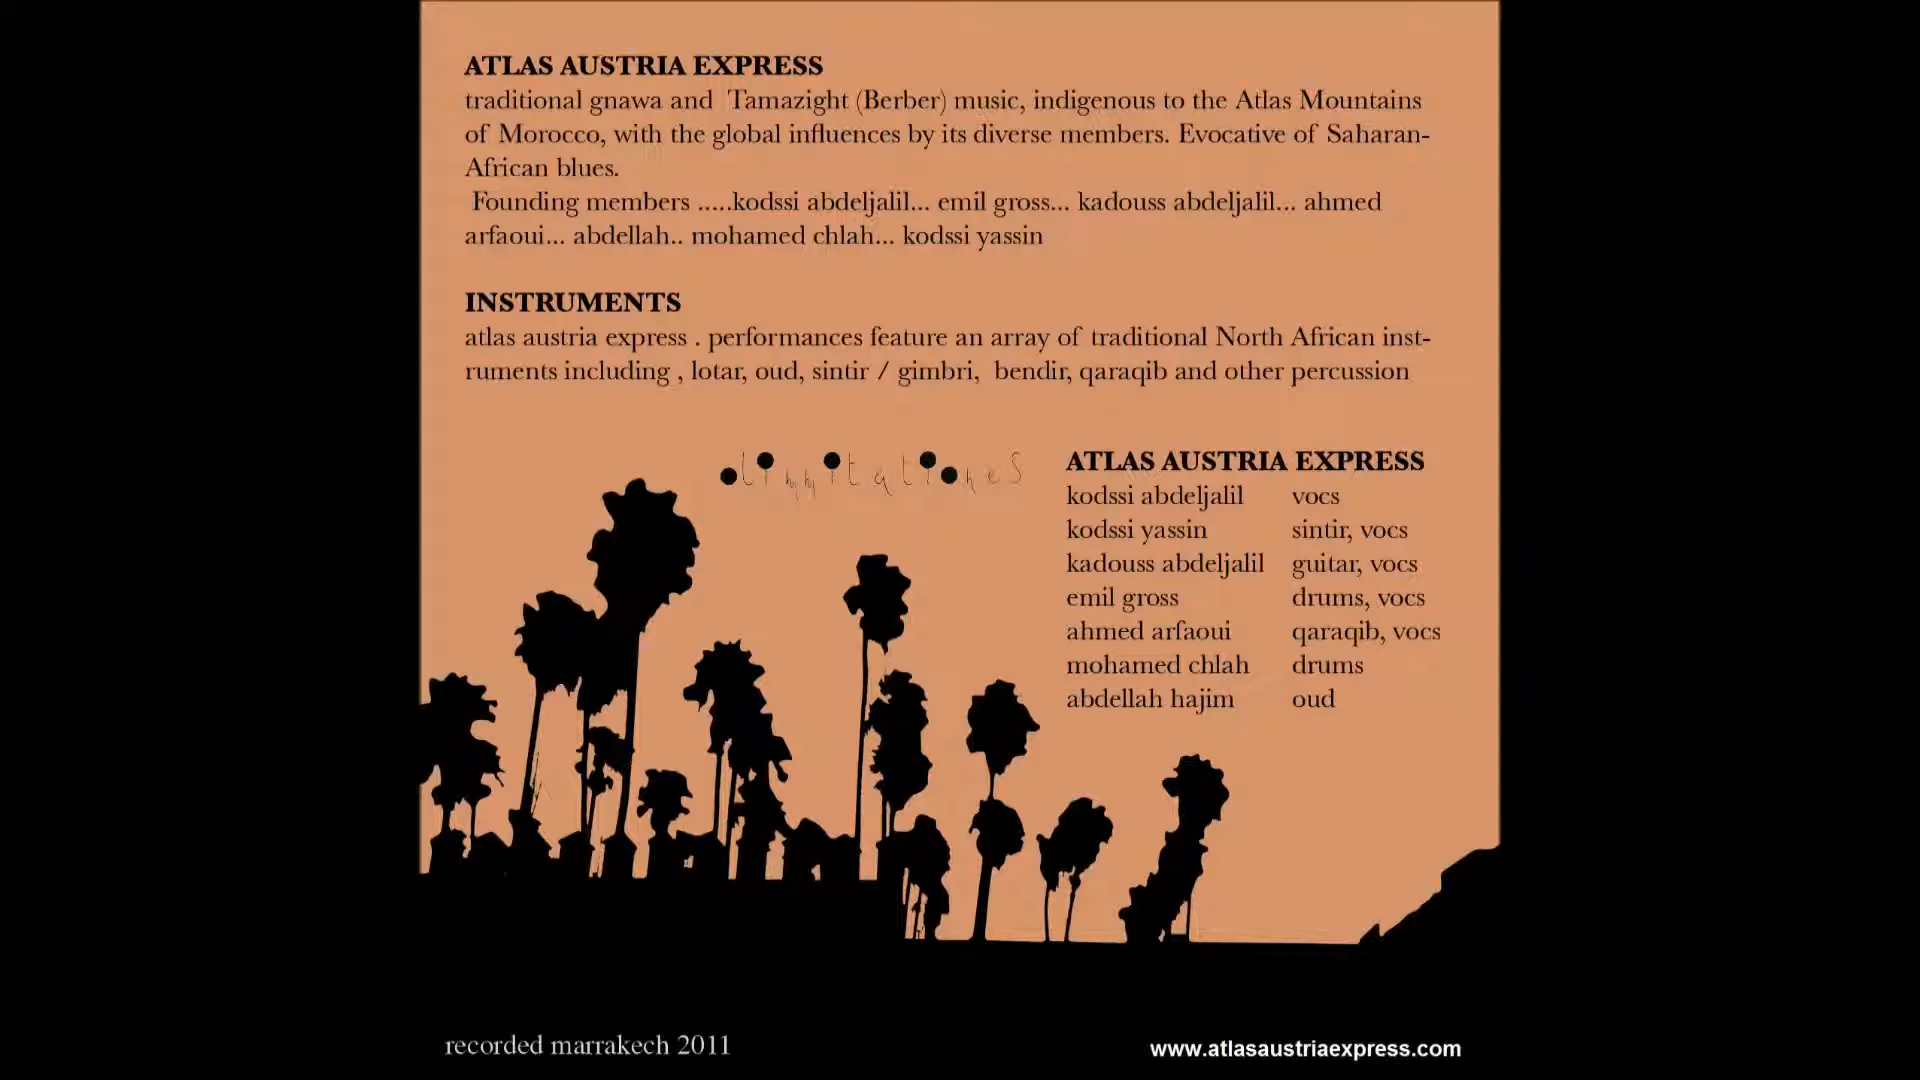 ATLAS AUSTRIA EXPRESS
traditional gnawa and Tamazight (Berber) music, indigenous to the Atlas Mountains
of Morocco, with the global influences by its diverse members. Evocative of Saharan-
African blues.
Founding members .....kodssi abdeljalil... emil gross... kadouss abdeljalil... ahmed
arfaoui... abdellah.. mohamed chlah... kodssi yassin
INSTRUMENTS
atlas austria express . performances feature an array of traditional North African inst-
ruments including , lotar, oud, sintir / gimbri, bendir, qaraqib and other percussion
ATLAS AUSTRIA EXPRESS
kodssi abdeljalil vocs
kodssi yassin sintir, vocs
kadouss abdeljalil guitar, vocs
emil gross drums, vocs
ahmed arfaoui qaraqib, vocs
mohamed chlah drums
abdellah hajim oud
recorded marrakech 2011
www.atlasaustriaexpress.com